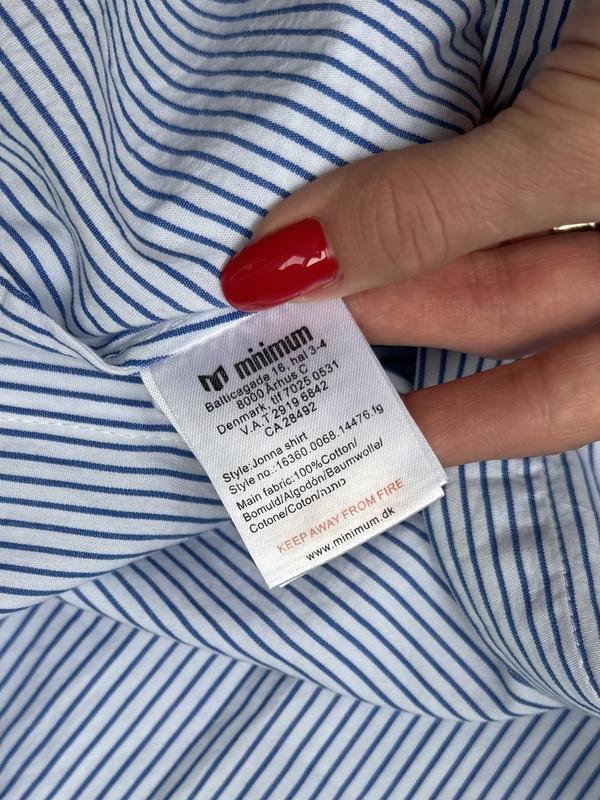 minimum
Balticagade 16, hal 3-4
8000 Århus C
Denmark, tlf 7025 0531
V.A.T 2919 6842
CA 28492
Style:Jonna shirt
Style no.:16360 0068.14476.fg
Main fabric:100%Cotton/
Bomuld/Algodón/Baumwolle/
Cotone/Coton/כותנה
KEEP AWAY FROM FIRE
www.minimum.dk